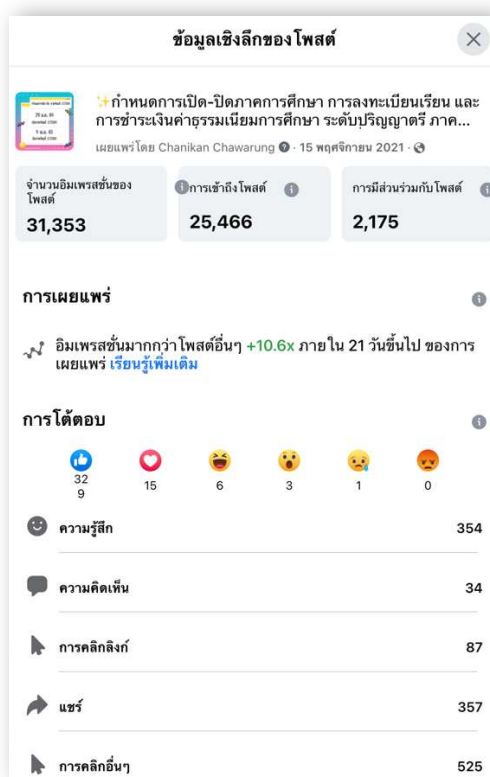 ข้อมูลเชิงลึกของโพสต์
✨กำหนดการเปิด-ปิดภาคการศึกษา การลงทะเบียนเรียน และ
การชำระเงินค่าธรรมเนียมการศึกษา ระดับปริญญาตรี ภาค...
เผยแพร่โดย Chanikan Chawarung · 15 พฤศจิกายน 2021 ·
จำนวนอิมเพรสชั่นของ
โพสต์
31,353
การเข้าถึงโพสต์
25,466
การมีส่วนร่วมกับโพสต์
2,175
การเผยแพร่
อิมเพรสชั่นมากกว่าโพสต์อื่นๆ +10.6x ภายใน 21 วันขึ้นไป ของการ
เผยแพร่ เรียนรู้เพิ่มเติม
การโต้ตอบ
32
9
15
6
3
1
0
ความรู้สึก 354
ความคิดเห็น 34
การคลิกลิงก์ 87
แชร์ 357
การคลิกอื่นๆ 525